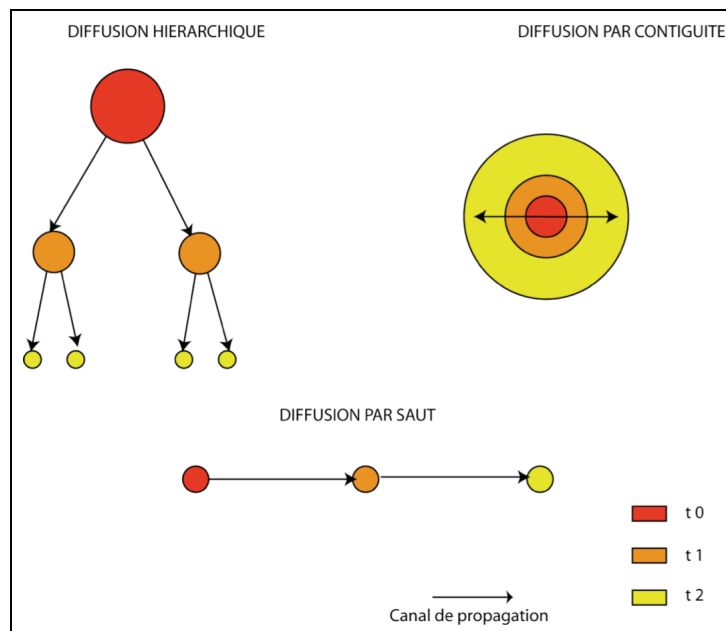 DIFFUSION HIERARCHIQUE
DIFFUSION PAR CONTIGUITE
DIFFUSION PAR SAUT
t 0
t 1
t 2
Canal de propagation